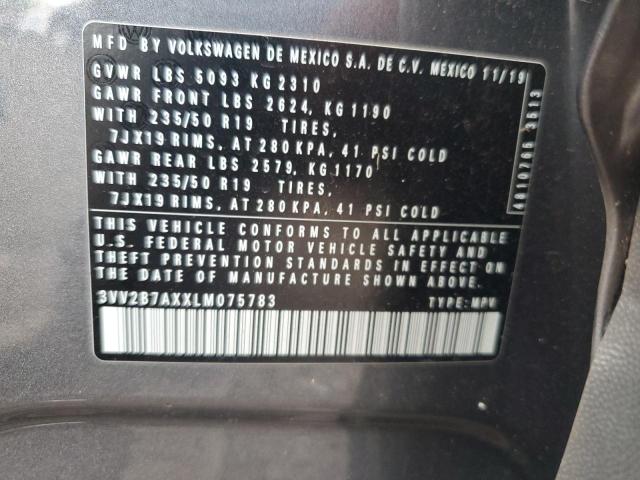 MFD BY VOLKSWAGEN DE MEXICO S.A. DE C.V. MEXICO 11/19
GVWR LBS 5093 KG 2310
GAWR FRONT LBS 2624, KG 1190
WITH 235/50 R19 TIRES,
7JX19 RIMS, AT 280 KPA, 41 PSI COLD
GAWR REAR LBS 2579, KG 1170
WITH 235/50 R19 TIRES,
7JX19 RIMS, AT 280 KPA, 41 PSI COLD
THIS VEHICLE CONFORMS TO ALL APPLICABLE
U.S. FEDERAL MOTOR VEHICLE SAFETY AND
THEFT PREVENTION STANDARDS IN EFFECT ON
THE DATE OF MANUFACTURE SHOWN ABOVE.
3VV2B7AXXLM075783 TYPE: MPV